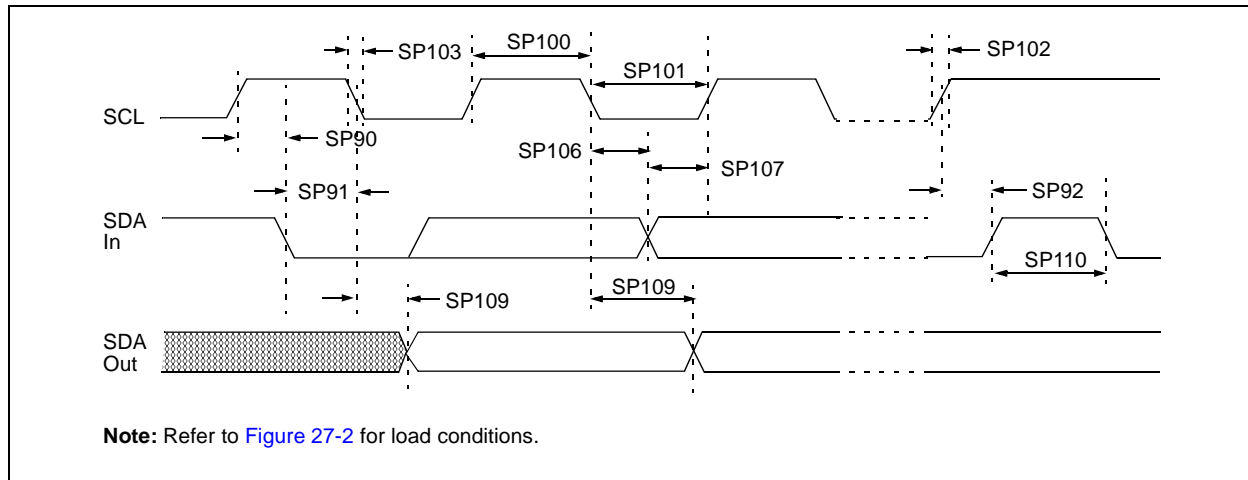 SP103
SP100
SP102
SP101
SCL
SP90
SP106
SP107
SP91
SP92
SDA
In
SP110
SP109
SP109
SDA
Out
Note: Refer to Figure 27-2 for load conditions.